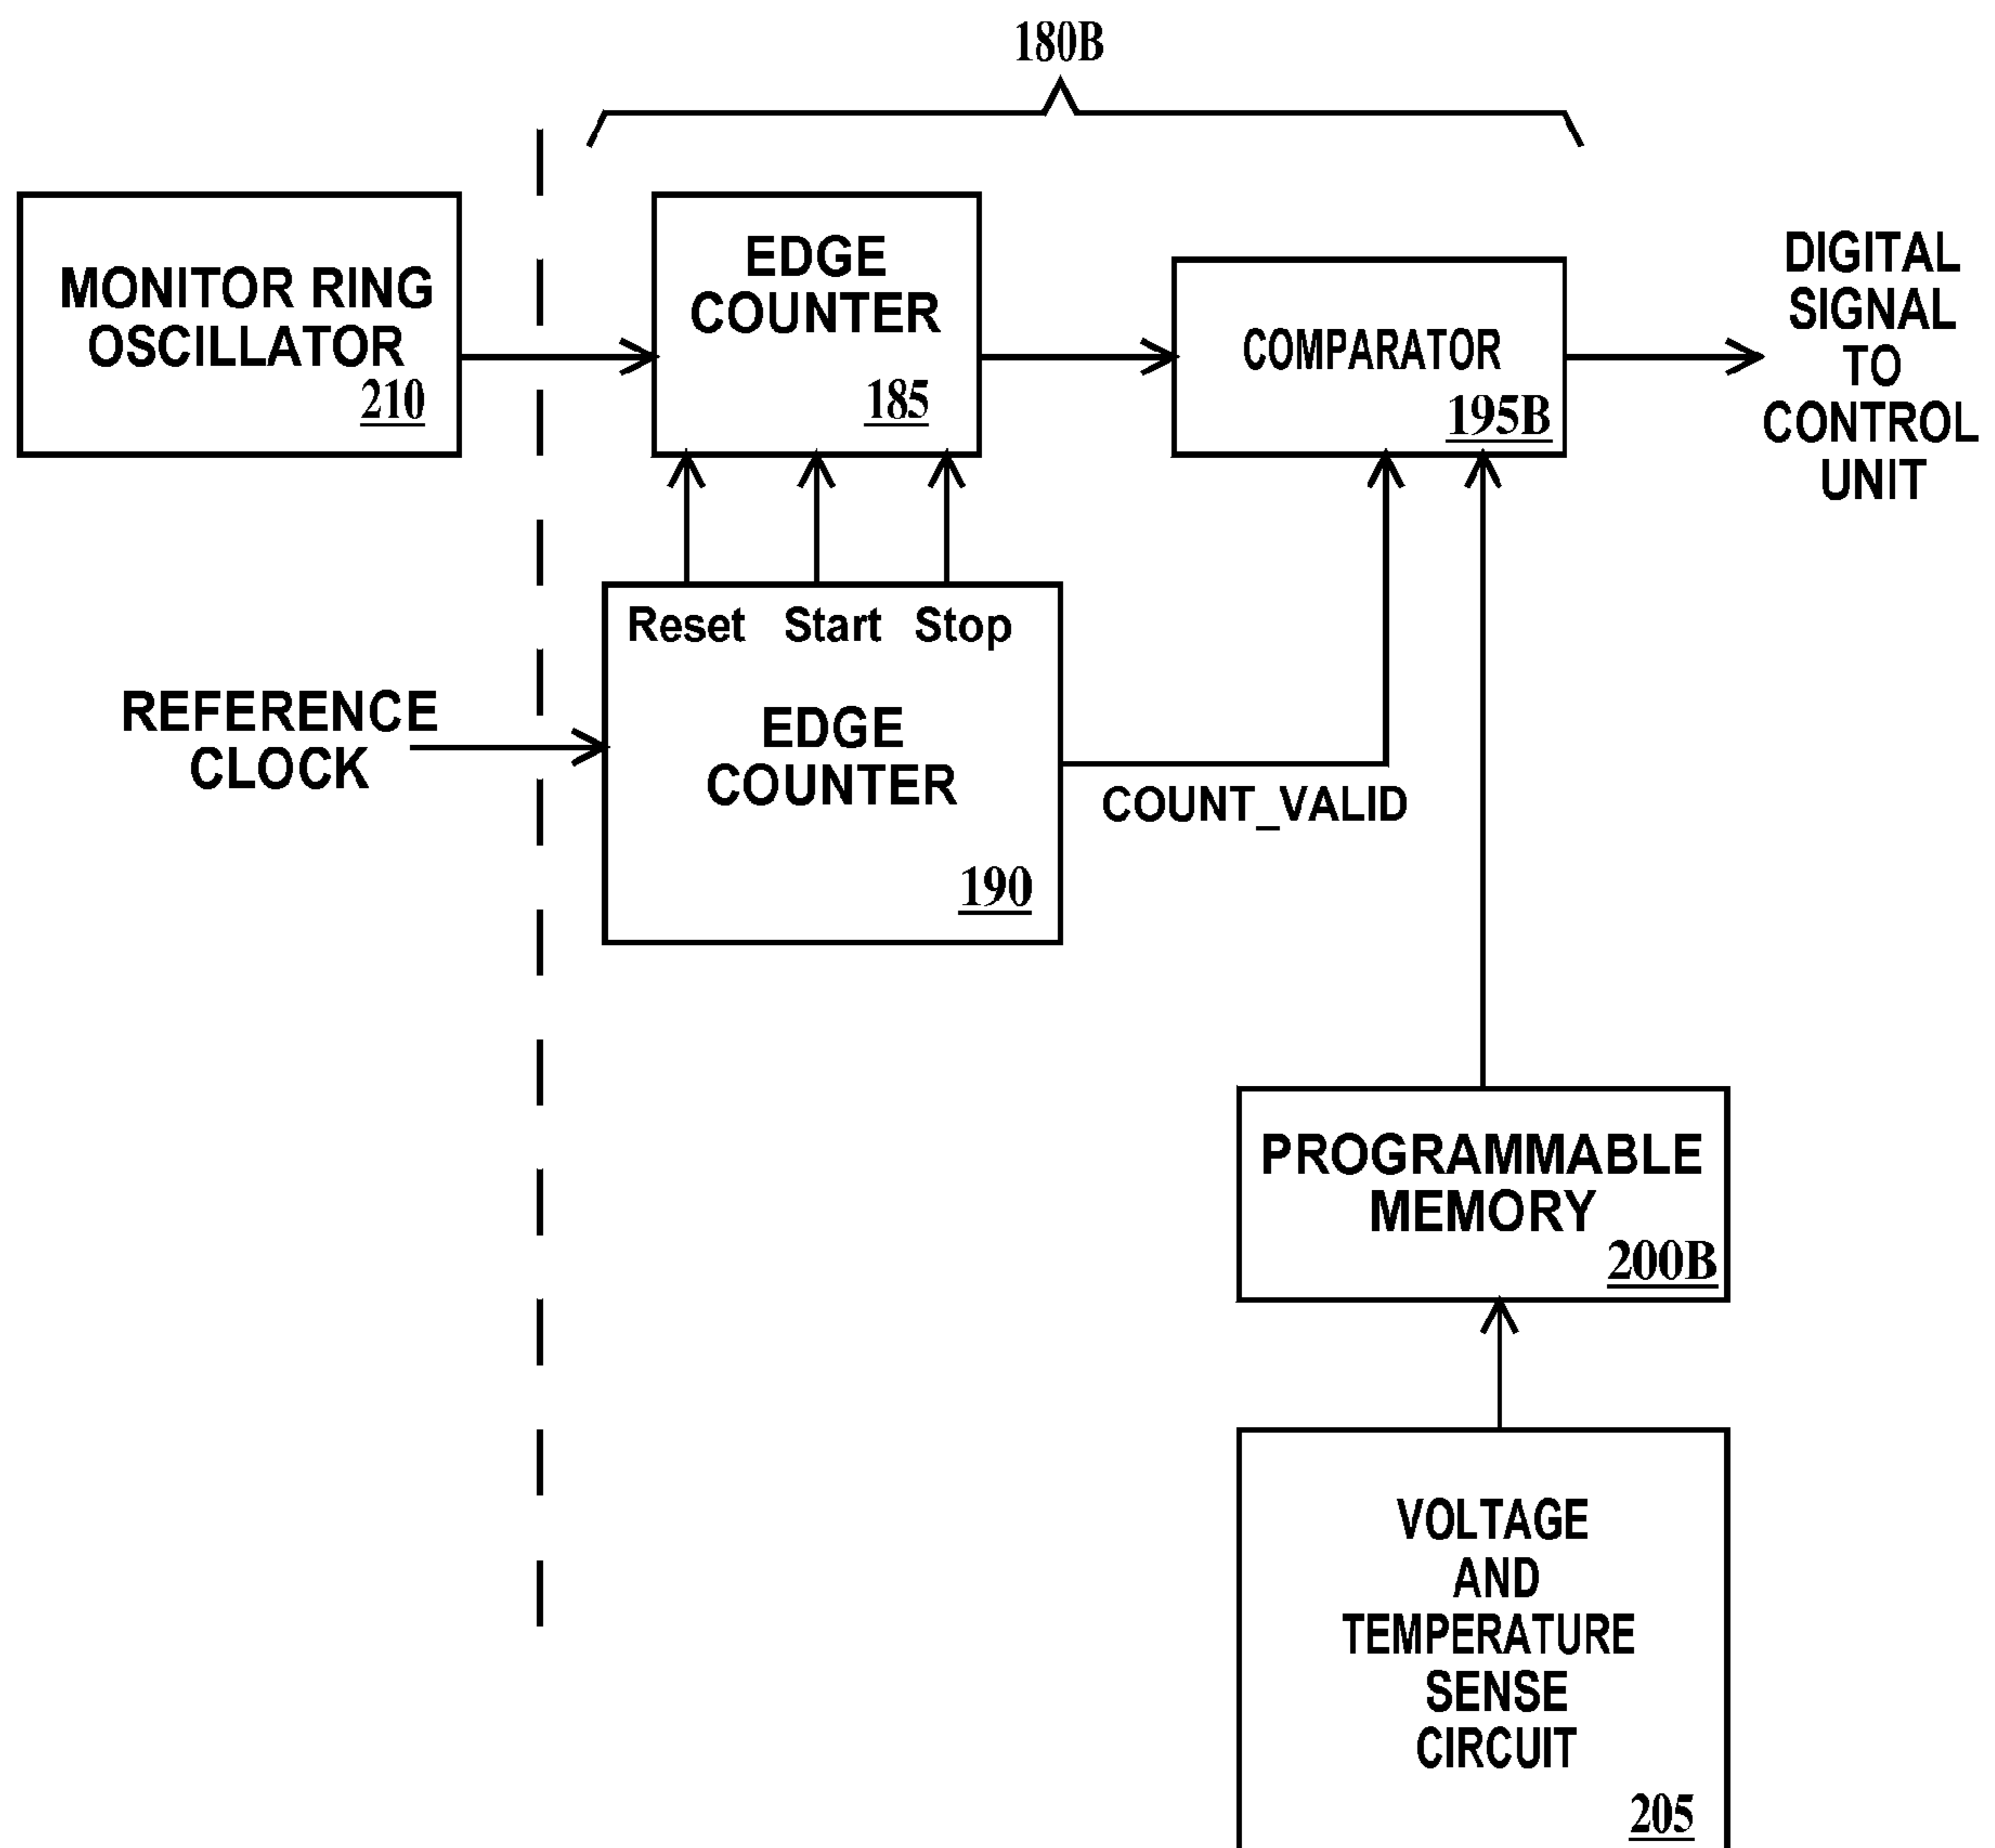 180B
MONITOR RING
OSCILLATOR
210
EDGE
COUNTER
185
COMPARATOR
195B
DIGITAL
SIGNAL
TO
CONTROL
UNIT
Reset Start Stop
REFERENCE
CLOCK
EDGE
COUNTER
190
COUNT_VALID
PROGRAMMABLE
MEMORY
200B
VOLTAGE
AND
TEMPERATURE
SENSE
CIRCUIT
205